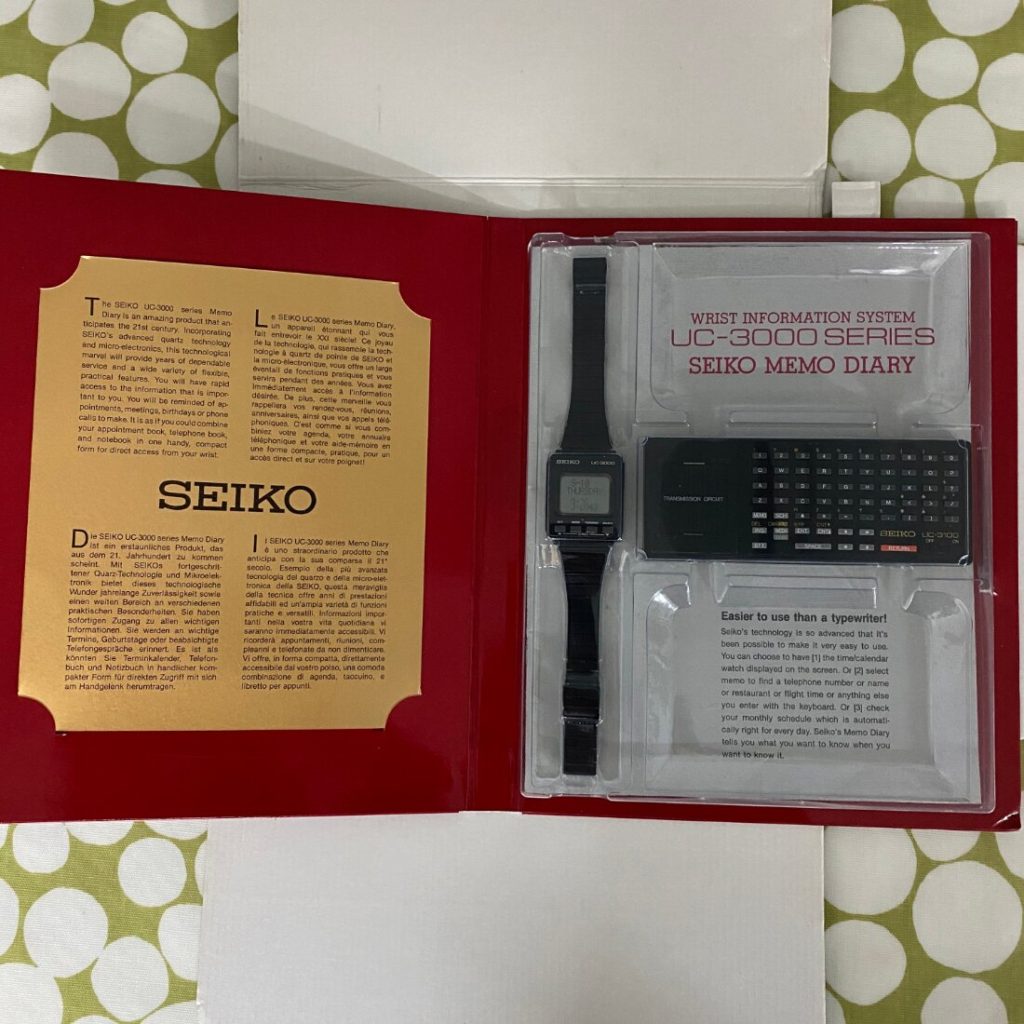 The SEIKO UC-3000 series Memo
Diary is an amazing product that an-
ticipates the 21st century. Incorporating
SEIKO's advanced quartz technology
and micro-electronics, this technological
marvel will provide years of dependable
service and a wide variety of flexible,
practical features. You will have rapid
access to the information that is impor-
tant to you. You will be reminded of ap-
pointments, meetings, birthdays or phone
calls to make. It is as if you could combine
your appointment book, telephone book,
and notebook in one handy, compact
form for direct access from your wrist.
Le SEIKO UC-3000 series Memo Diary,
un appareil étonnant qui vous
fait entrevoir le XXI siècle! Ce joyau
de la technologie, qui rassemble la tech-
nologie à quartz de pointe de SEIKO et
la micro-électronique, vous offre un large
éventail de fonctions pratiques et vous
servira pendant des années. Vous avez
immédiatement accès à l'information
désirée. De plus, cette merveille vous
rappellera vos rendez-vous, réunions,
anniversaires, ainsi que vos appels télé-
phoniques. C'est comme si vous com-
biniez votre agenda, votre annuaire
téléphonique et votre aide-mémoire en
une forme compacte, pratique, pour un
accès direct et sur votre poignet!
SEIKO
Die SEIKO UC-3000 series Memo Diary
ist ein erstaunliches Produkt, das
aus dem 21. Jahrhundert zu kommen
scheint. Mit SEIKOs fortgeschrit-
tener Quarz-Technologie und Mikroelek-
tronik bietet dieses technologische
Wunder jahrelange Zuverlässigkeit sowie
einen weiten Bereich an verschiedenen
praktischen Besonderheiten. Sie haben
sofortigen Zugang zu allen wichtigen
Informationen. Sie werden an wichtige
Termine, Geburtstage oder beabsichtigte
Telefongespräche erinnert. Es ist als
könnten Sie Terminkalender, Telefon-
buch und Notizbuch in handlicher kom-
pakter Form für direkten Zugriff mit sich
am Handgelenk herumtragen.
Il SEIKO UC-3000 series Memo Diary
è uno straordinario prodotto che
anticipa con la sua comparsa il 21°
secolo. Esempio della più avanzata
tecnologia del quarzo e della micro-elet-
tronica della SEIKO, questa meraviglia
della tecnica offre anni di prestazioni
affidabili ed un'ampia varietà di funzioni
pratiche e versatili. Informazioni impor-
tanti nella vostra vita quotidiana vi
saranno immediatamente accessibili. Vi
ricorderà appuntamenti, riunioni, com-
pleanni e telefonate da non dimenticare.
Vi offre, in forma compatta, direttamente
accessibile dal vostro polso, una comoda
combinazione di agenda, taccuino, e
libretto per appunti.
WRIST INFORMATION SYSTEM
UC-3000 SERIES
SEIKO MEMO DIARY
SEIKO UC-3000
THURSDAY
TRANSMISSION CIRCUIT
MEMO
SPACE
RETURN
SEIKO UC-3100
OFF ON
Easier to use than a typewriter!
Seiko's technology is so advanced that it's
been possible to make it very easy to use.
You can choose to have [1] the time/calendar
watch displayed on the screen. Or [2] select
memo to find a telephone number or name
or restaurant or flight time or anything else
you enter with the keyboard. Or [3] check
your monthly schedule which is automati-
cally right for every day. Seiko's Memo Diary
tells you what you want to know when you
want to know it.